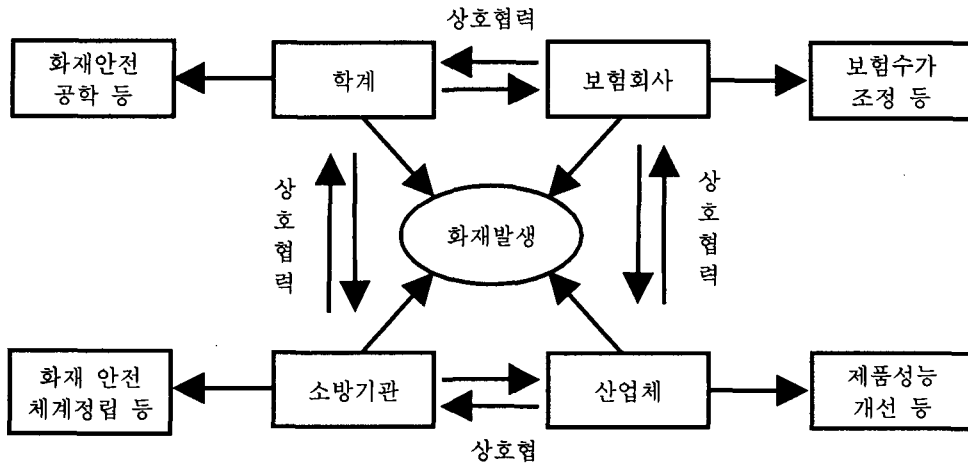 상호협력
화재안전
공학 등
학계
보험회사
보험수가
조정 등
상호협력
화재발생
상호협력
화재 안전
체계정립 등
소방기관
산업체
제품성능
개선 등
상호협